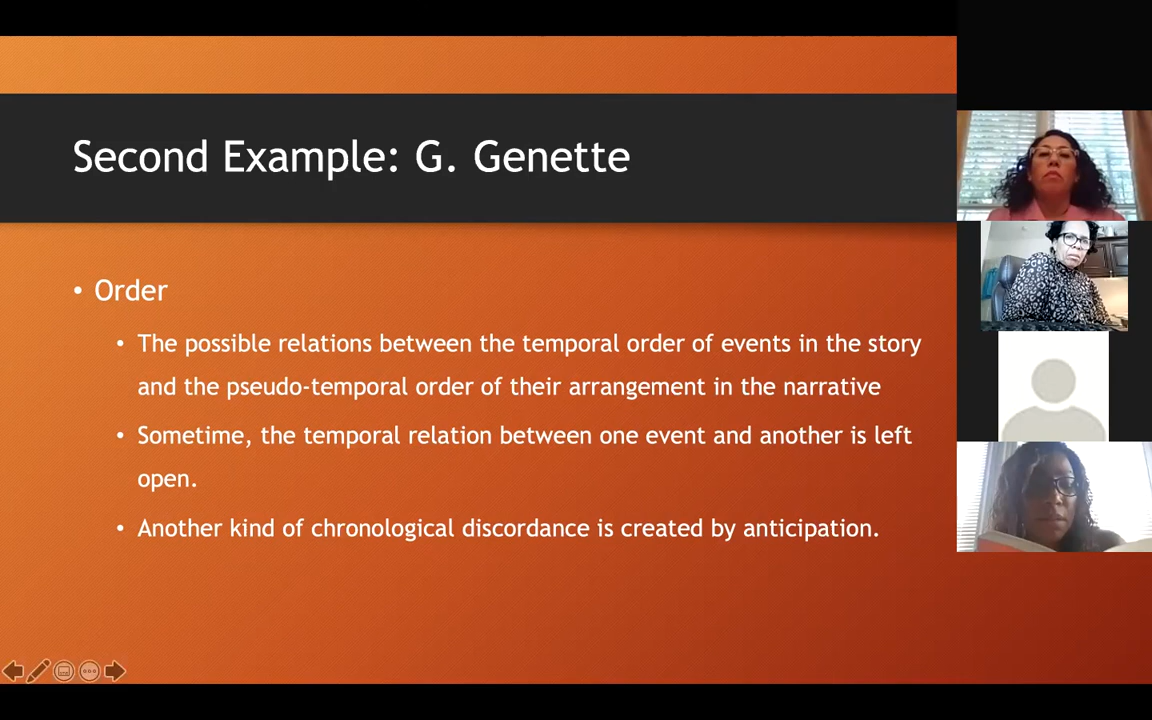 Second Example: G. Genette
• Order
• The possible relations between the temporal order of events in the story
and the pseudo-temporal order of their arrangement in the narrative
• Sometime, the temporal relation between one event and another is left
open.
• Another kind of chronological discordance is created by anticipation.